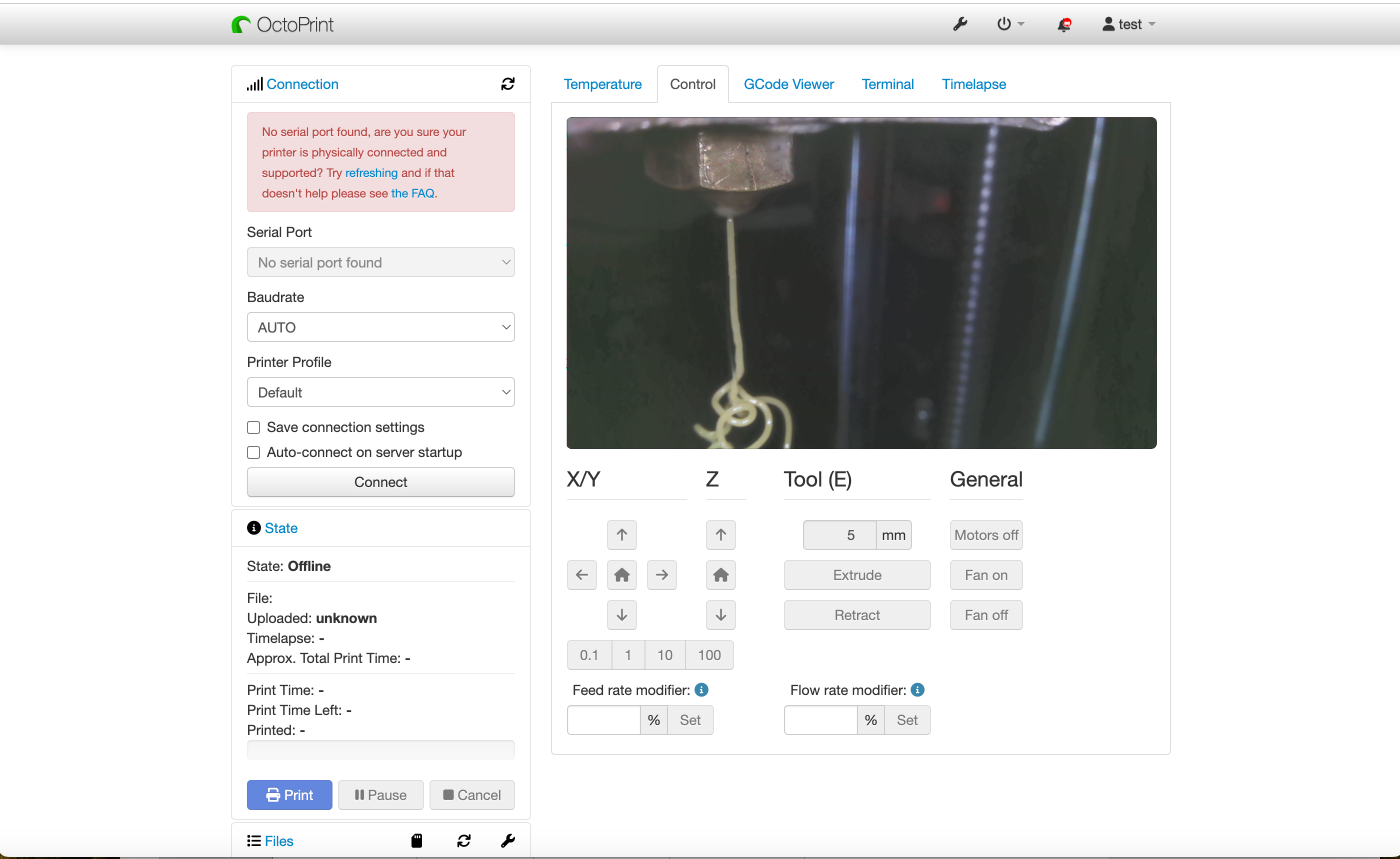 OctoPrint
test
Connection
No serial port found, are you sure your
printer is physically connected and
supported? Try refreshing and if that
doesn't help please see the FAQ.
Serial Port
No serial port found
Baudrate
AUTO
Printer Profile
Default
Save connection settings
Auto-connect on server startup
Connect
State
State: Offline
File:
Uploaded: unknown
Timelapse: -
Approx. Total Print Time: -
Print Time: -
Print Time Left: -
Printed: -
Print Pause Cancel
Files
Temperature Control GCode Viewer Terminal Timelapse
X/Y Z Tool (E) General
5 mm Motors off
Extrude Fan on
Retract Fan off
0.1 1 10 100
Feed rate modifier: Flow rate modifier:
% Set % Set